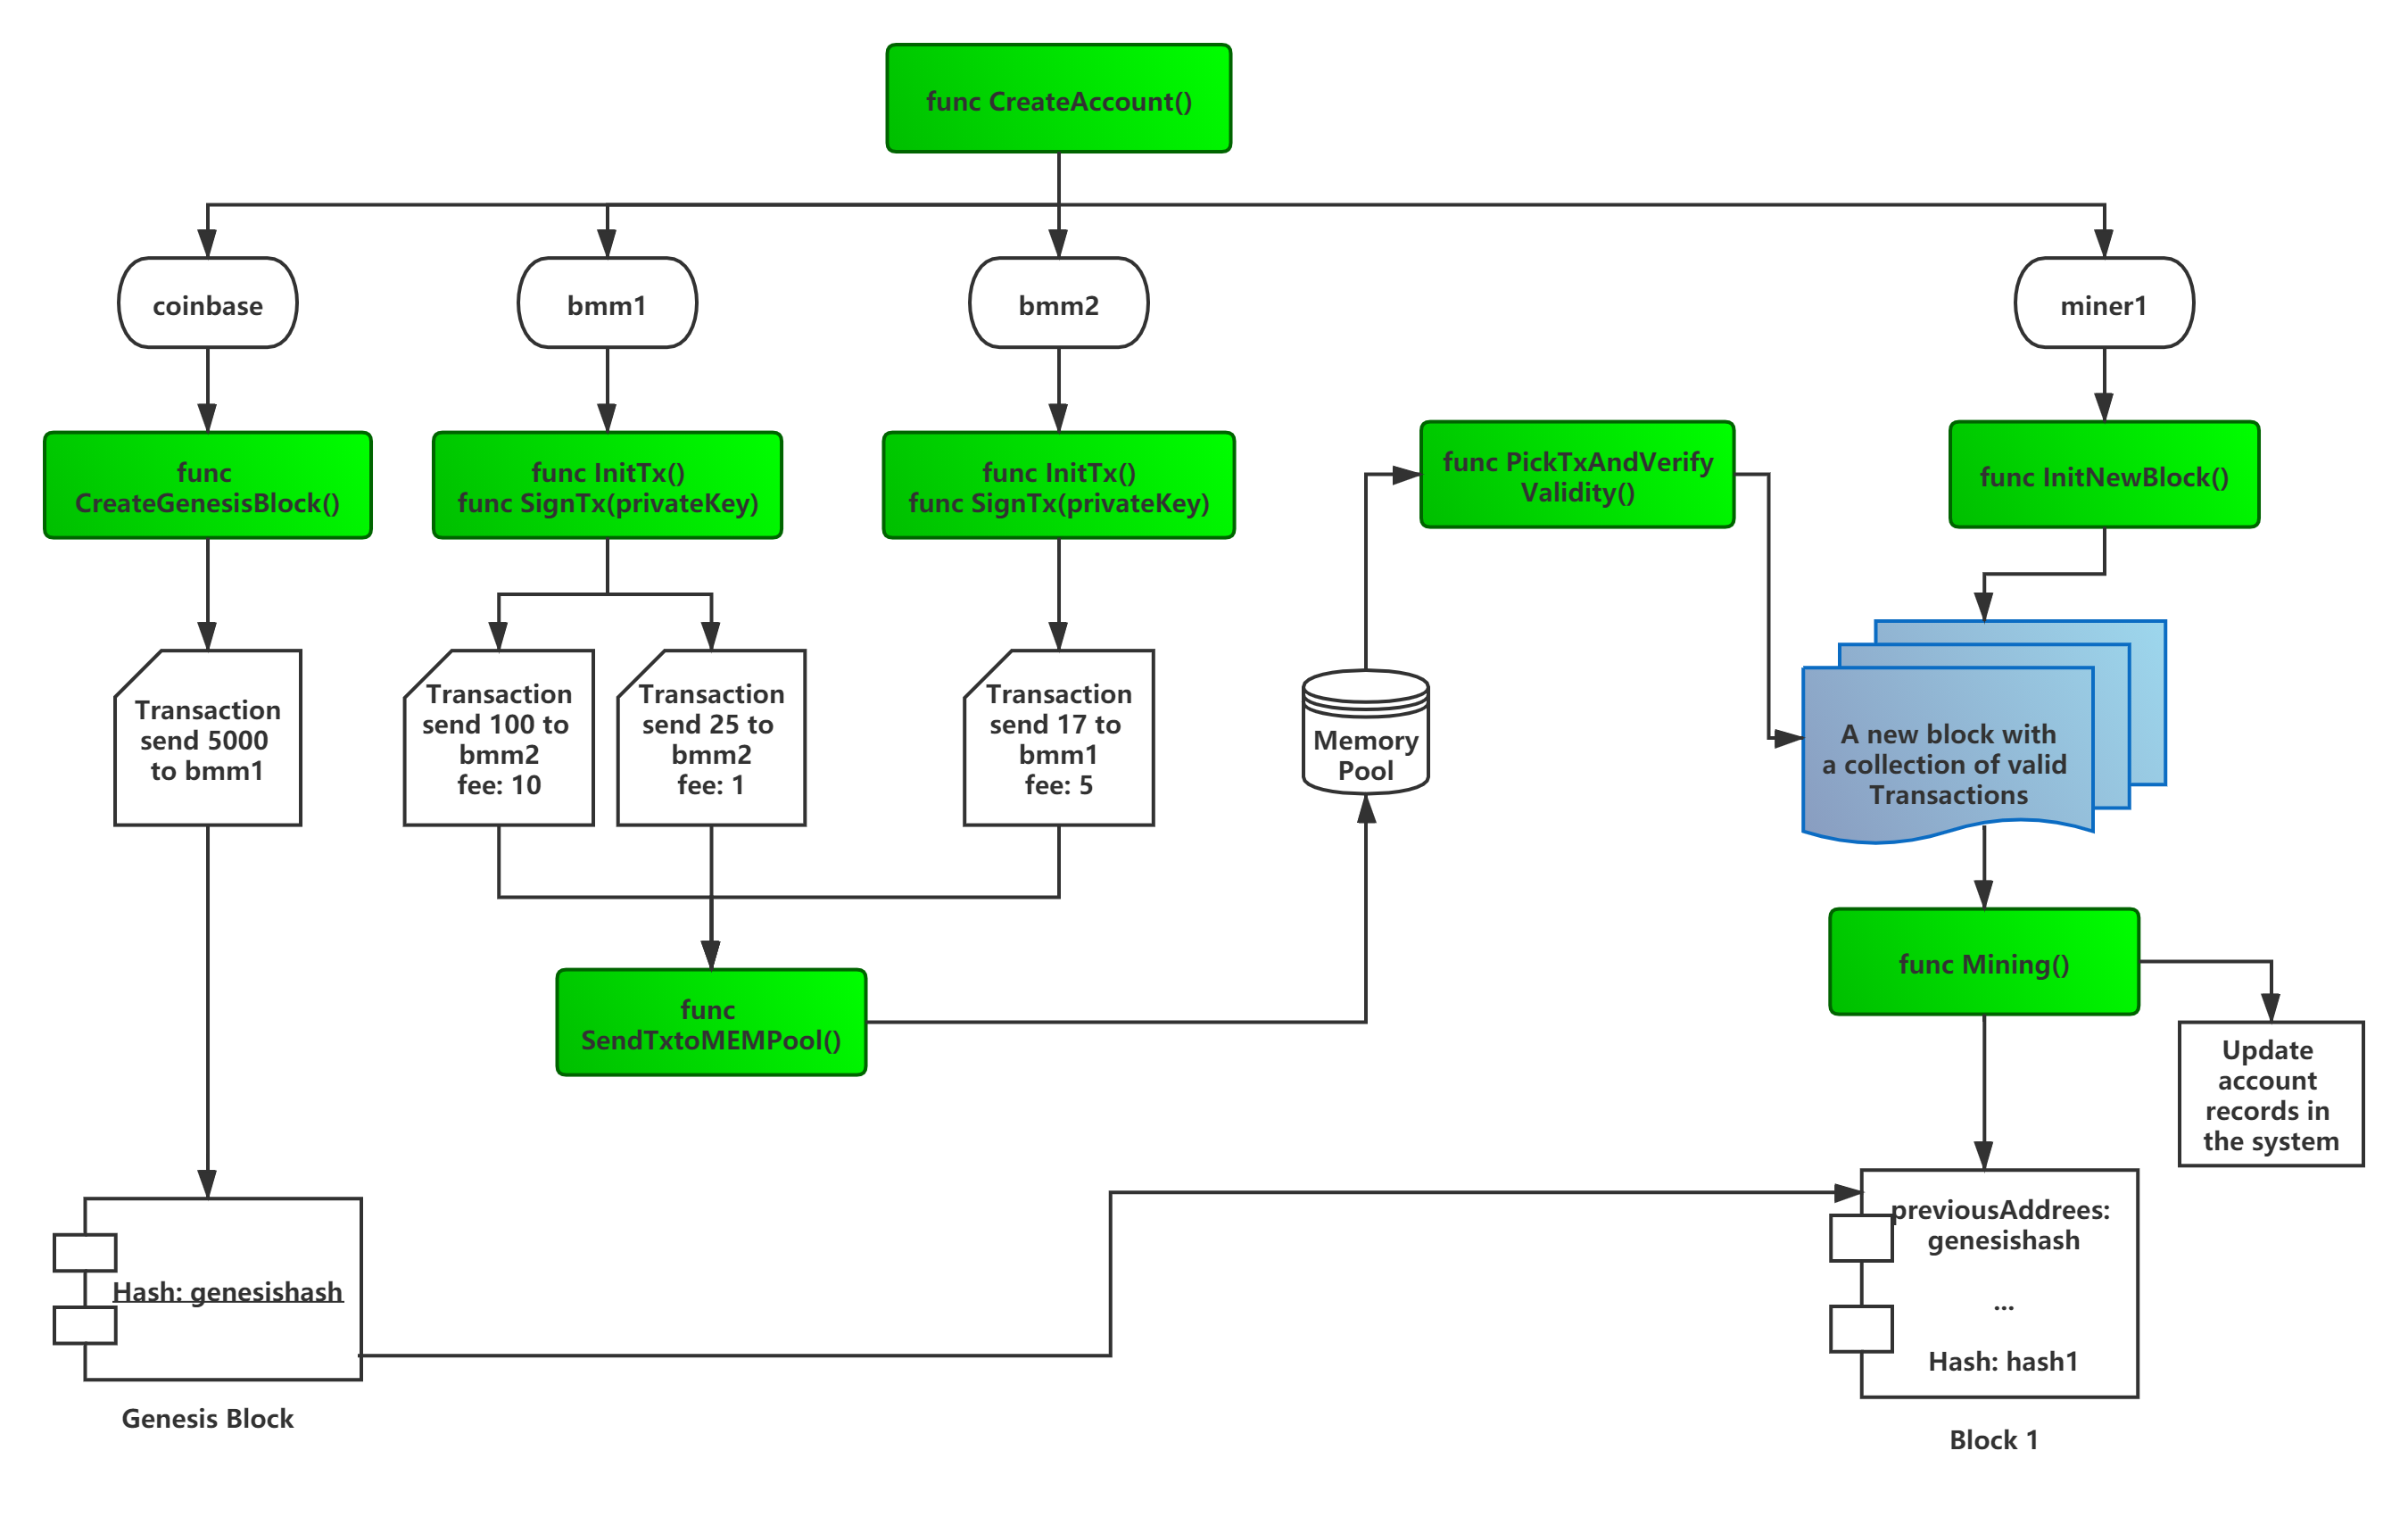 func CreateAccount()
coinbase
bmm1
bmm2
miner1
func
CreateGenesisBlock()
func InitTx()
func SignTx(privateKey)
func InitTx()
func SignTx(privateKey)
func PickTxAndVerify
Validity()
func InitNewBlock()
Transaction
send 5000
to bmm1
Transaction
send 100 to
bmm2
fee: 10
Transaction
send 25 to
bmm2
fee: 1
Transaction
send 17 to
bmm1
fee: 5
Memory
Pool
A new block with
a collection of valid
Transactions
func
SendTxtoMEMPool()
func Mining()
Update
account
records in
the system
Hash: genesishash
Genesis Block
previousAddrees:
genesishash
...
Hash: hash1
Block 1